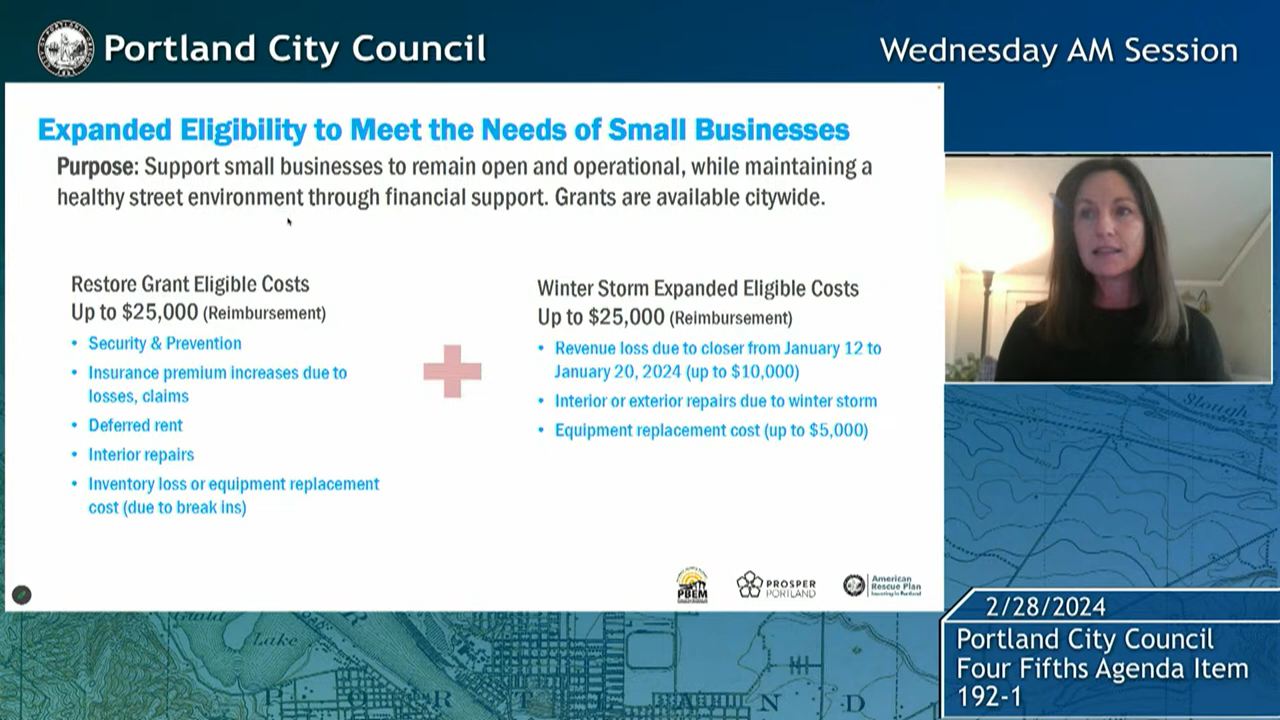 Portland City Council
Wednesday AM Session
Expanded Eligibility to Meet the Needs of Small Businesses
Purpose: Support small businesses to remain open and operational, while maintaining a
healthy street environment through financial support. Grants are available citywide.
Restore Grant Eligible Costs
Up to $25,000 (Reimbursement)
• Security & Prevention
• Insurance premium increases due to
losses, claims
• Deferred rent
• Interior repairs
• Inventory loss or equipment replacement
cost (due to break ins)
Winter Storm Expanded Eligible Costs
Up to $25,000 (Reimbursement)
• Revenue loss due to closer from January 12 to
January 20, 2024 (up to $10,000)
• Interior or exterior repairs due to winter storm
• Equipment replacement cost (up to $5,000)
PBEM
PROSPER
PORTLAND
American
Rescue Plan
Investing in Portland
Slough
Guild
Lake
P O R T L A N D
2/28/2024
Portland City Council
Four Fifths Agenda Item
192-1